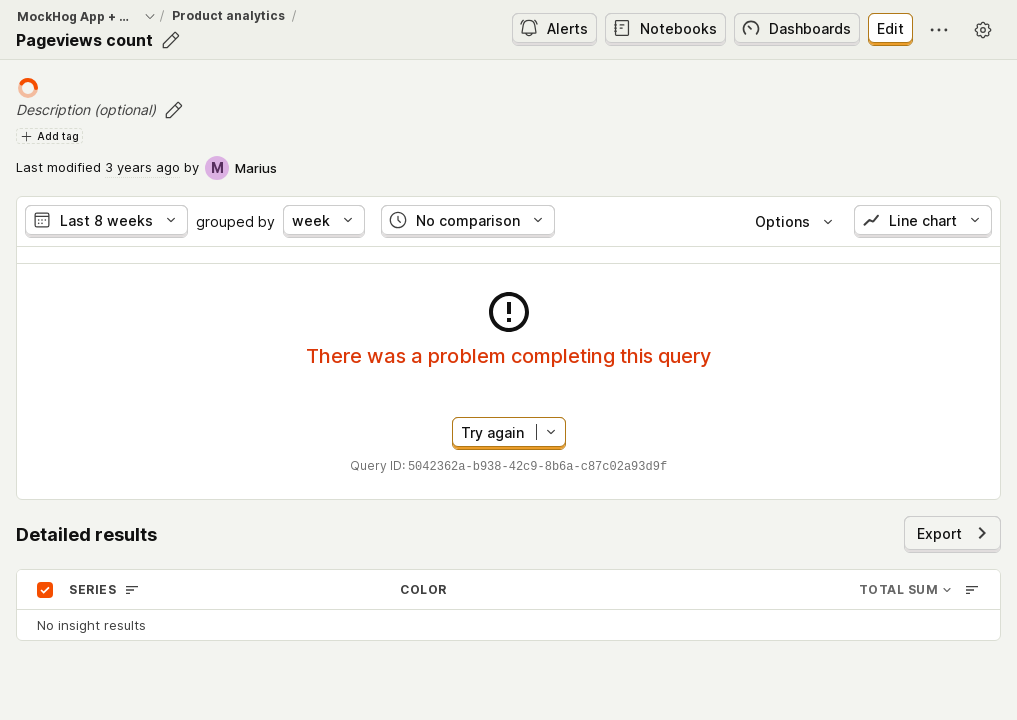 MockHog App + ... / Product analytics /
Pageviews count
Alerts Notebooks Dashboards Edit
Description (optional)
Add tag
Last modified 3 years ago by M Marius
Last 8 weeks grouped by week No comparison Options Line chart
There was a problem completing this query
Try again
Query ID: 5042362a-b938-42c9-8b6a-c87c02a93d9f
Detailed results Export
SERIES COLOR TOTAL SUM
No insight results